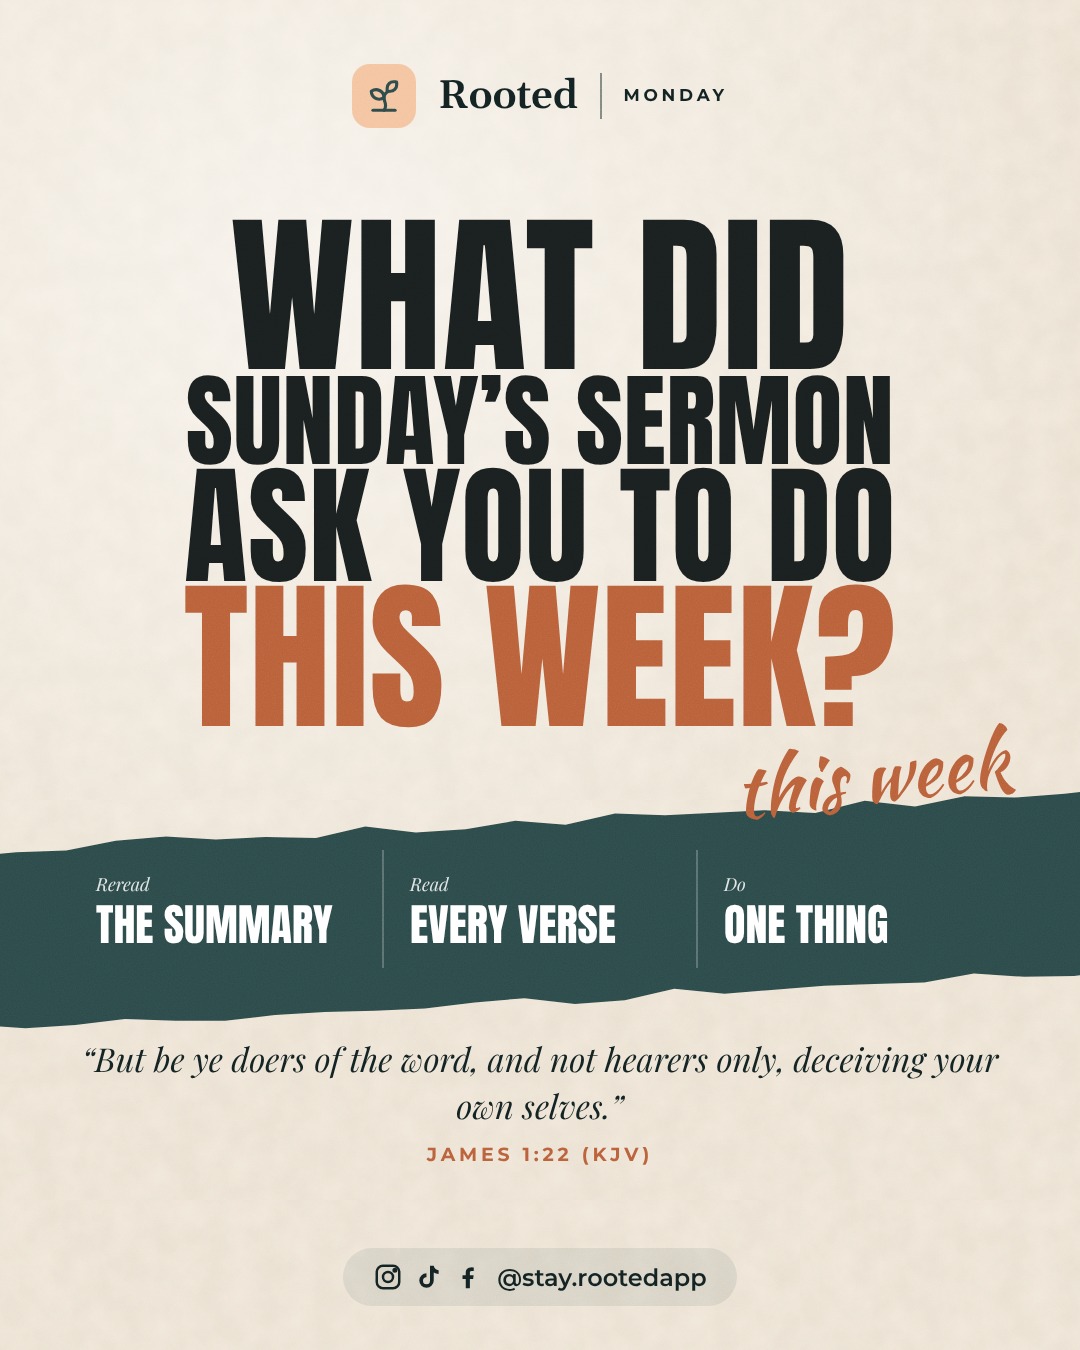 Rooted | MONDAY
WHAT DID
SUNDAY’S SERMON
ASK YOU TO DO
THIS WEEK?
this week
Reread
THE SUMMARY
Read
EVERY VERSE
Do
ONE THING
“But be ye doers of the word, and not hearers only, deceiving your
own selves.”
JAMES 1:22 (KJV)
@stay.rootedapp